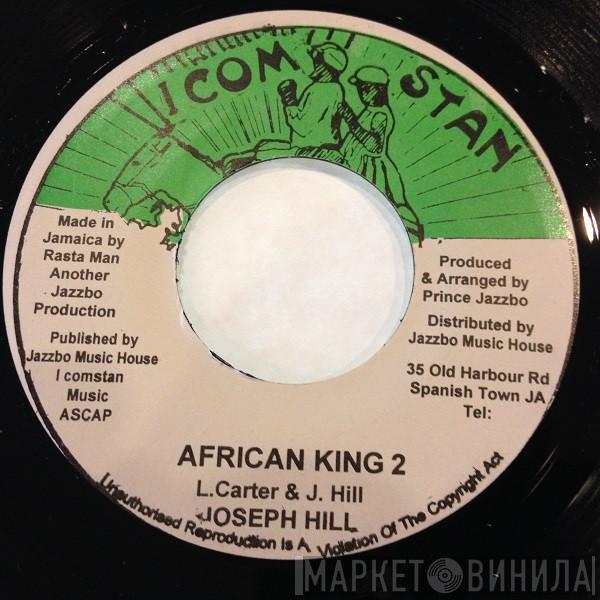 I COM STAN
Made in
Jamaica by
Rasta Man
Another
Jazzbo
Production
Published by
Jazzbo Music House
I comstan
Music
ASCAP
Produced
& Arranged by
Prince Jazzbo
Distributed by
Jazzbo Music House
35 Old Harbour Rd
Spanish Town JA
Tel:
AFRICAN KING 2
L.Carter & J. Hill
JOSEPH HILL
Unauthorised Reproduction Is A Violation Of The Copyright Act
МАРКЕТ ВИНИЛА